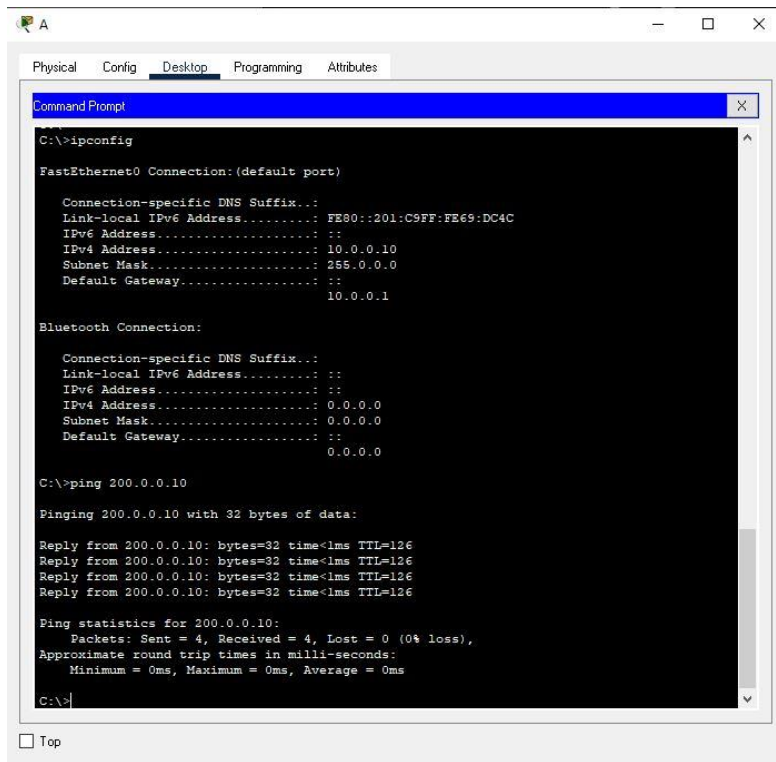 A
Physical Config Desktop Programming Attributes
Command Prompt
X
C:\>ipconfig
FastEthernet0 Connection:(default port)
Connection-specific DNS Suffix..:
Link-local IPv6 Address.........: FE80::201:C9FF:FE69:DC4C
IPv6 Address....................: ::
IPv4 Address....................: 10.0.0.10
Subnet Mask.....................: 255.0.0.0
Default Gateway.................: ::
10.0.0.1
Bluetooth Connection:
Connection-specific DNS Suffix..:
Link-local IPv6 Address.........: ::
IPv6 Address....................: ::
IPv4 Address....................: 0.0.0.0
Subnet Mask.....................: 0.0.0.0
Default Gateway.................: ::
0.0.0.0
C:\>ping 200.0.0.10
Pinging 200.0.0.10 with 32 bytes of data:
Reply from 200.0.0.10: bytes=32 time<1ms TTL=126
Reply from 200.0.0.10: bytes=32 time<1ms TTL=126
Reply from 200.0.0.10: bytes=32 time<1ms TTL=126
Reply from 200.0.0.10: bytes=32 time<1ms TTL=126
Ping statistics for 200.0.0.10:
Packets: Sent = 4, Received = 4, Lost = 0 (0% loss),
Approximate round trip times in milli-seconds:
Minimum = 0ms, Maximum = 0ms, Average = 0ms
C:\>
Top